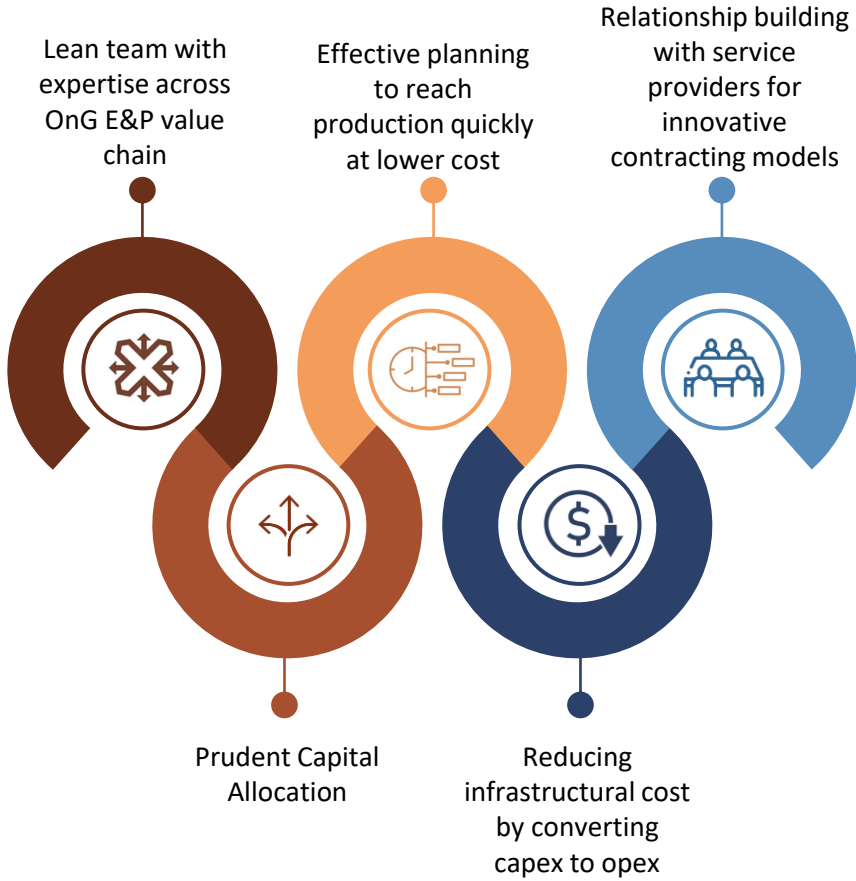 Lean team with
expertise across
OnG E&P value
chain
Effective planning
to reach
production quickly
at lower cost
Relationship building
with service
providers for
innovative
contracting models
Prudent Capital
Allocation
Reducing
infrastructural cost
by converting
capex to opex